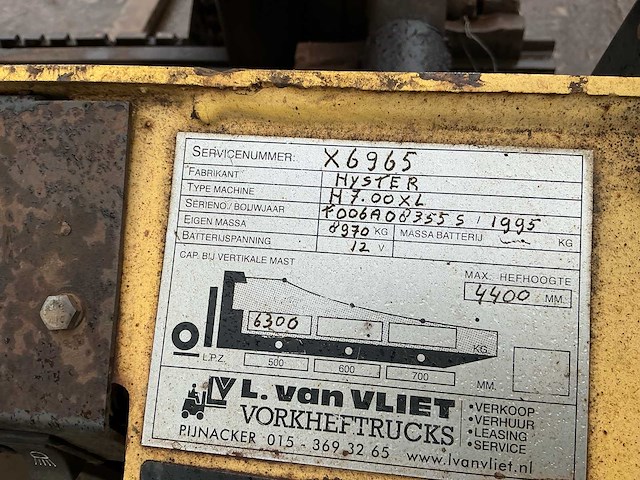 SERVICENUMMER: X6965
FABRIKANT HYSTER
TYPE MACHINE H7.00XL
SERIENO./BOUWJAAR F006A08355S / 1995
EIGEN MASSA 8970 KG MASSA BATTERIJ — KG
BATTERIJSPANNING 12 V
CAP. BIJ VERTIKALE MAST
MAX. HEFHOOGTE
4400 MM.
6300
KG.
L.P.Z. 500 600 700 MM.
LV L. van VLIET
VORKHEFTRUCKS
•VERKOOP
•VERHUUR
•LEASING
•SERVICE
PIJNACKER 015 - 369 32 65 www.lvanvliet.nl